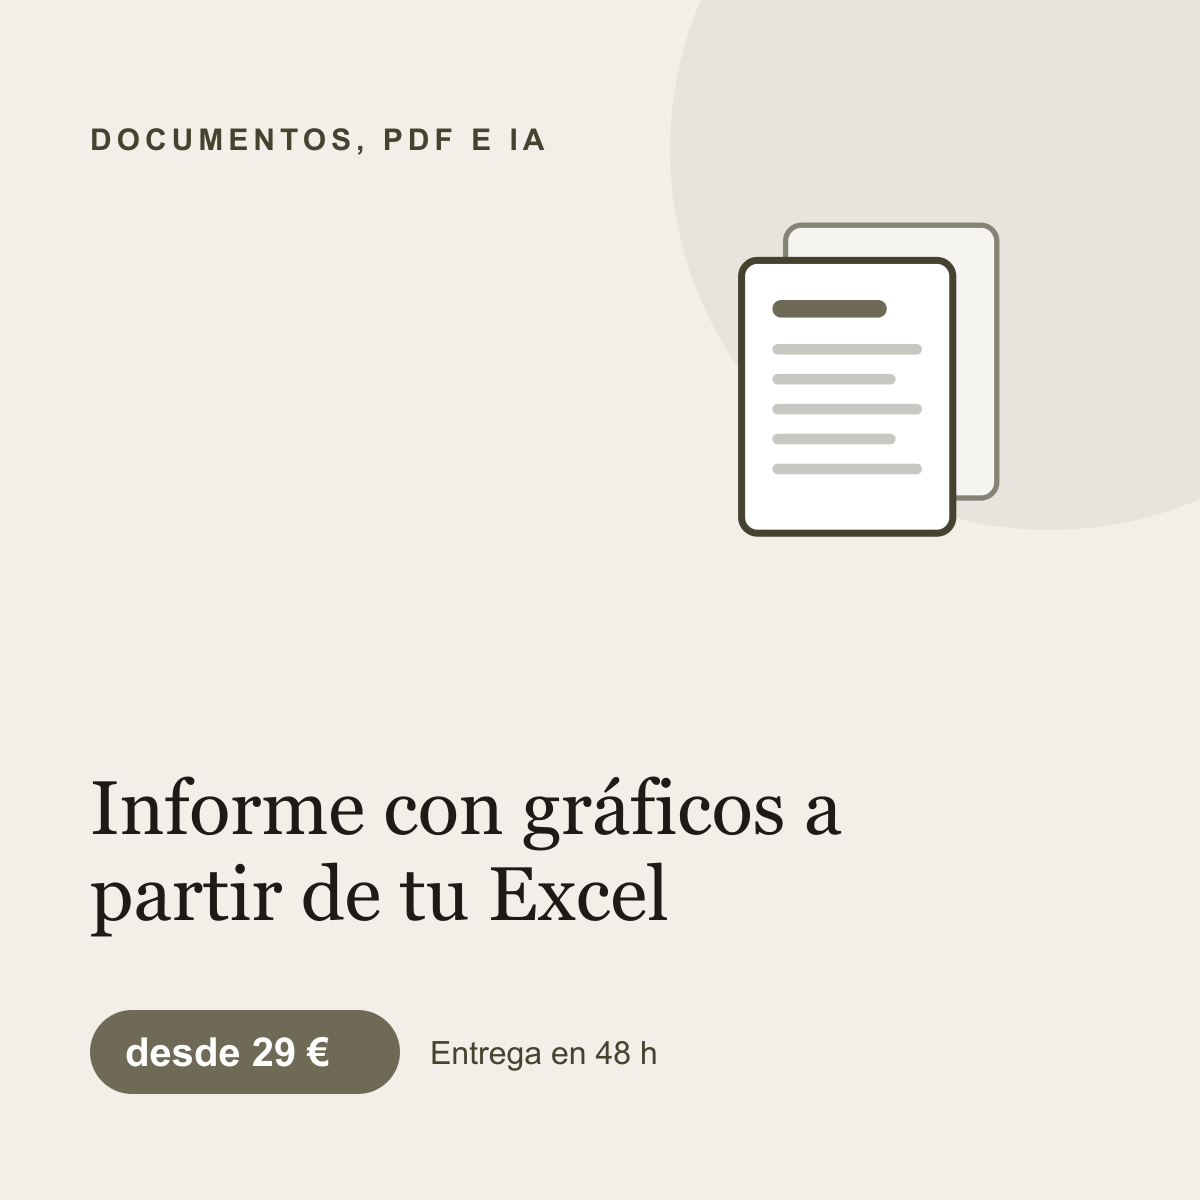 DOCUMENTOS, PDF E IA
Informe con gráficos a
partir de tu Excel
desde 29 €
Entrega en 48 h